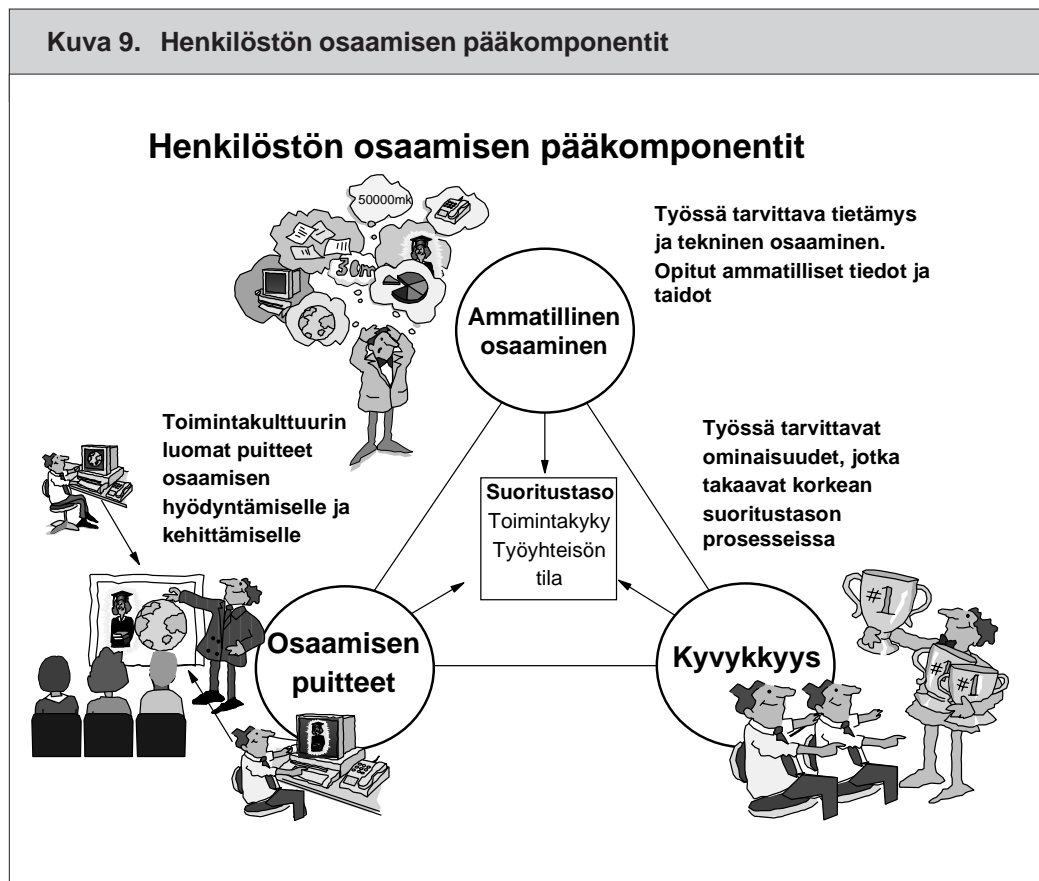 Kuva 9. Henkilöstön osaamisen pääkomponentit
Henkilöstön osaamisen pääkomponentit
50000mk
30m
Työssä tarvittava tietämys
ja tekninen osaaminen.
Opitut ammatilliset tiedot ja
taidot
Ammatillinen
osaaminen
Toimintakulttuurin
luomat puitteet
osaamisen
hyödyntämiselle ja
kehittämiselle
Työssä tarvittavat
ominaisuudet, jotka
takaavat korkean
suoritustason
prosesseissa
Suoritustaso
Toimintakyky
Työyhteisön
tila
Osaamisen
puitteet
Kyvykkyys
#1
#1
#1